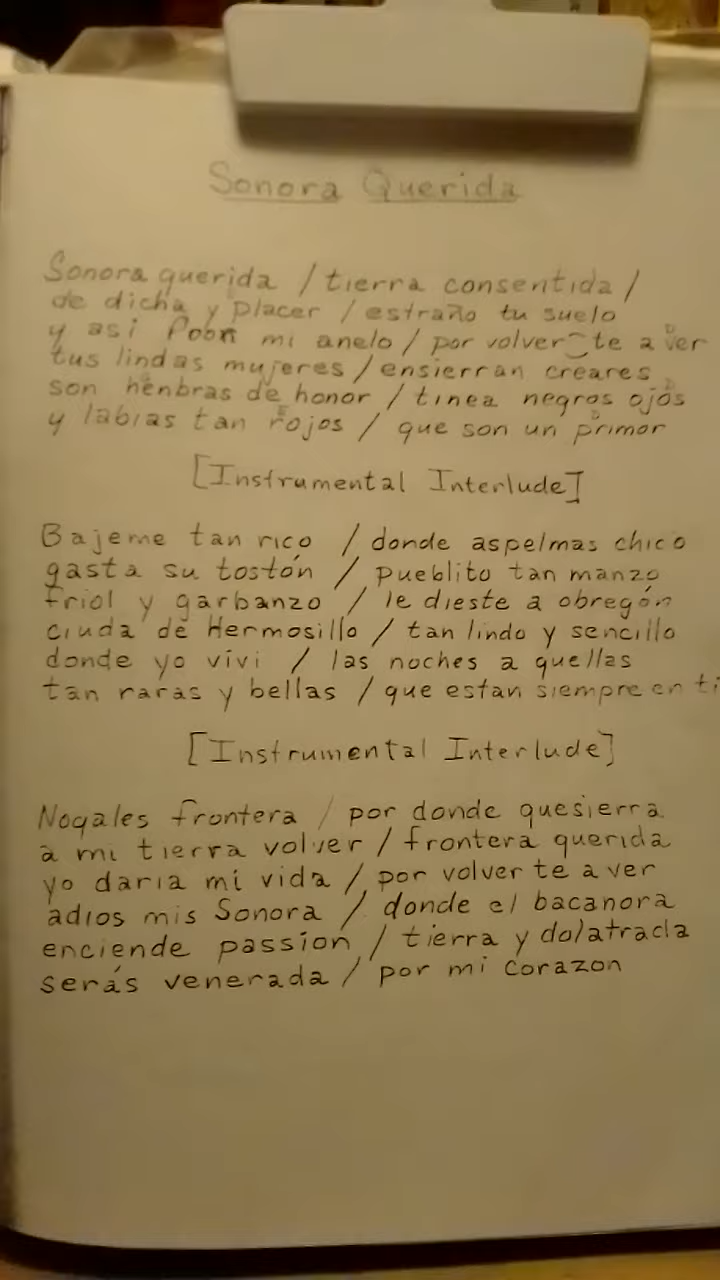 Sonora Querida
Sonora querida / tierra consentida /
de dicha y placer / estraño tu suelo
y asi mi anelo / por volver te a ver
tus lindas mujeres / ensierran creares
son henbras de honor / tinea negros ojos
y labias tan rojos / que son un primor
[Instrumental Interlude]
Bajeme tan rico / donde aspelmas chico
gasta su tostón / pueblito tan manzo
friol y garbanzo / le dieste a obregón
ciuda de Hermosillo / tan lindo y sencillo
donde yo vivi / las noches a quellas
tan raras y bellas / que estan siempre en ti
[Instrumental Interlude]
Nogales frontera / por donde quesierra
a mi tierra volver / frontera querida
yo daria mi vida / por volver te a ver
adios mis Sonora / donde el bacanora
enciende passion / tierra y dolatrada
serás venerada / por mi corazon